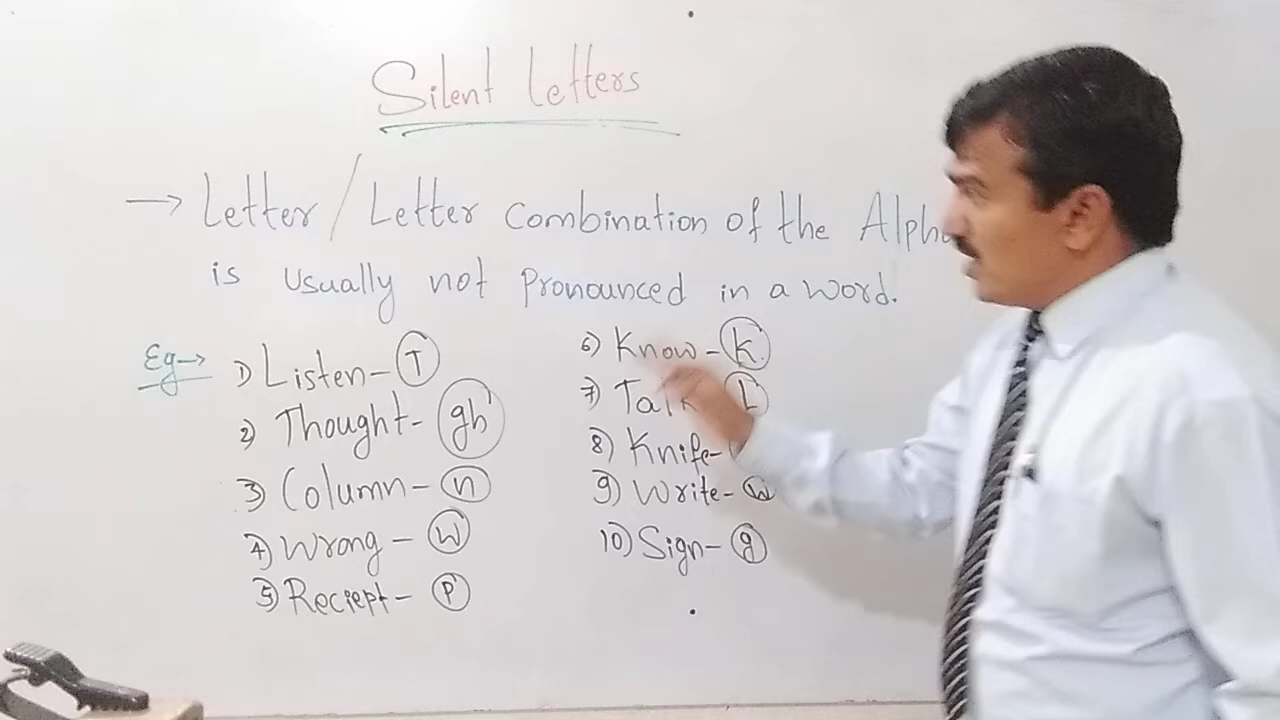 Silent Letters
→ Letter / Letter Combination of the Alph
is usually not pronounced in a word.
Eg→
1) Listen - T
2) Thought - gh
3) Column - n
4) Wrong - W
5) Reciept - P
6) Know - K
7) Talk L
8) Knife -
9) Write - W
10) Sign - g